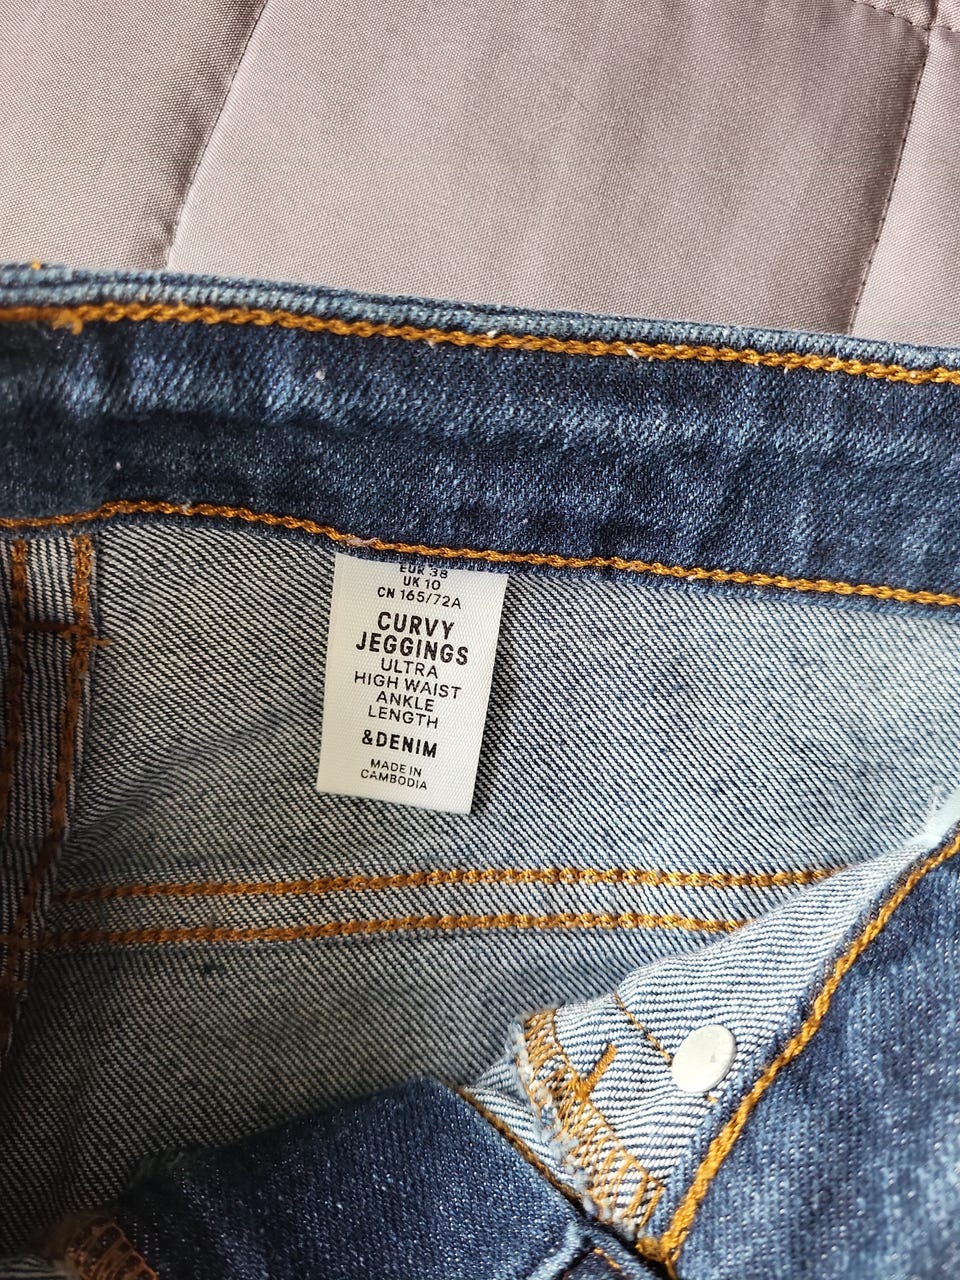 EUR 38
UK 10
CN 165/72A
CURVY
JEGGINGS
ULTRA
HIGH WAIST
ANKLE
LENGTH
&DENIM
MADE IN
CAMBODIA